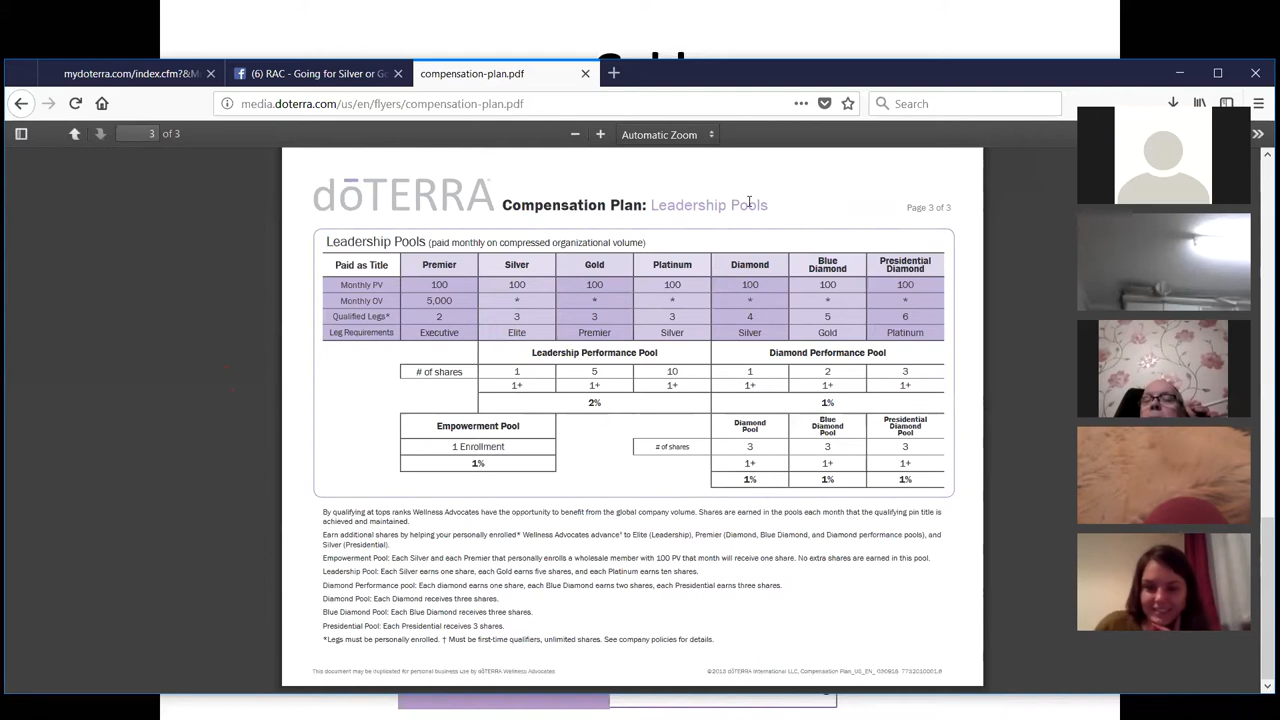 mydoterra.com/index.cfm?&M
(6) RAC - Going for Silver or Go
compensation-plan.pdf
media.doterra.com/us/en/flyers/compensation-plan.pdf
Search
3 of 3
Automatic Zoom
dōTERRA Compensation Plan: Leadership Pools Page 3 of 3
Leadership Pools (paid monthly on compressed organizational volume)
Paid as Title Premier Silver Gold Platinum Diamond Blue Diamond Presidential Diamond
Monthly PV 100 100 100 100 100 100 100
Monthly OV 5,000 * * * * * *
Qualified Legs* 2 3 3 3 4 5 6
Leg Requirements Executive Elite Premier Silver Silver Gold Platinum
Leadership Performance Pool Diamond Performance Pool
# of shares 1 5 10 1 2 3
1+ 1+ 1+ 1+ 1+ 1+
2% 1%
Empowerment Pool Diamond Pool Blue Diamond Pool Presidential Diamond Pool
1 Enrollment # of shares 3 3 3
1% 1+ 1+ 1+
1% 1% 1%
By qualifying at tops ranks Wellness Advocates have the opportunity to benefit from the global company volume. Shares are earned in the pools each month that the qualifying pin title is
achieved and maintained.
Earn additional shares by helping your personally enrolled* Wellness Advocates advance† to Elite (Leadership), Premier (Diamond, Blue Diamond, and Diamond performance pools), and
Silver (Presidential).
Empowerment Pool: Each Silver and each Premier that personally enrolls a wholesale member with 100 PV that month will receive one share. No extra shares are earned in this pool.
Leadership Pool: Each Silver earns one share, each Gold earns five shares, and each Platinum earns ten shares.
Diamond Performance pool: Each diamond earns one share, each Blue Diamond earns two shares, each Presidential earns three shares.
Diamond Pool: Each Diamond receives three shares.
Blue Diamond Pool: Each Blue Diamond receives three shares.
Presidential Pool: Each Presidential receives 3 shares.
*Legs must be personally enrolled. † Must be first-time qualifiers, unlimited shares. See company policies for details.
This document may be duplicated for personal business use by dōTERRA Wellness Advocates